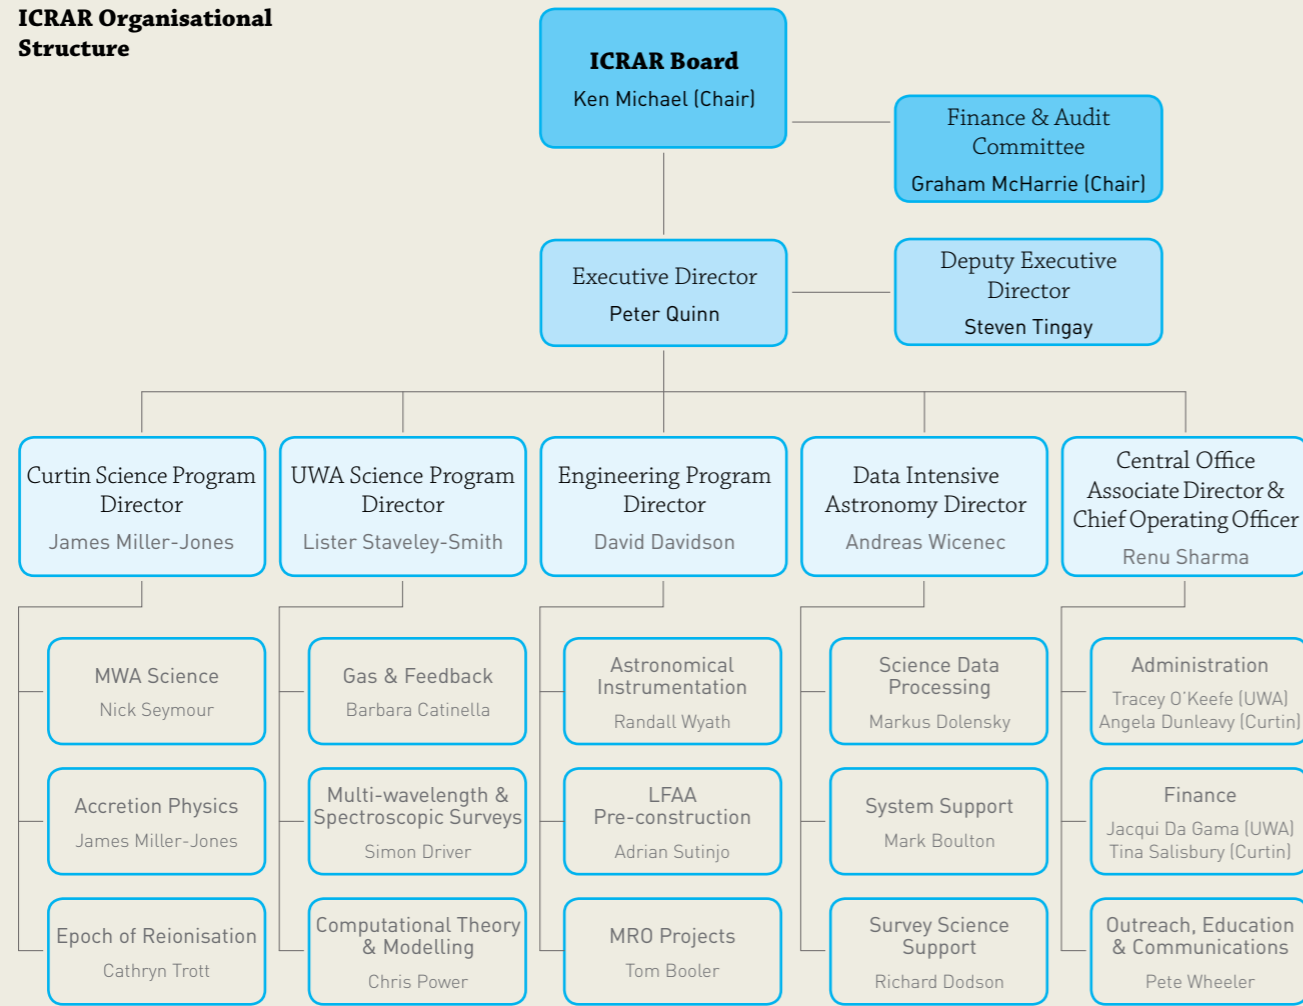 ICRAR Organisational
Structure
ICRAR Board
Ken Michael (Chair)
Finance & Audit
Committee
Graham McHarrie (Chair)
Executive Director
Peter Quinn
Deputy Executive
Director
Steven Tingay
Curtin Science Program
Director
James Miller-Jones
UWA Science Program
Director
Lister Staveley-Smith
Engineering Program
Director
David Davidson
Data Intensive
Astronomy Director
Andreas Wicenec
Central Office
Associate Director &
Chief Operating Officer
Renu Sharma
MWA Science
Nick Seymour
Gas & Feedback
Barbara Catinella
Astronomical
Instrumentation
Randall Wyath
Science Data
Processing
Markus Dolensky
Administration
Tracey O'Keefe (UWA)
Angela Dunleavy (Curtin)
Accretion Physics
James Miller-Jones
Multi-wavelength &
Spectroscopic Surveys
Simon Driver
LFAA
Pre-construction
Adrian Sutinjo
System Support
Mark Boulton
Finance
Jacqui Da Gama (UWA)
Tina Salisbury (Curtin)
Epoch of Reionisation
Cathryn Trott
Computational Theory
& Modelling
Chris Power
MRO Projects
Tom Booler
Survey Science
Support
Richard Dodson
Outreach, Education
& Communications
Pete Wheeler